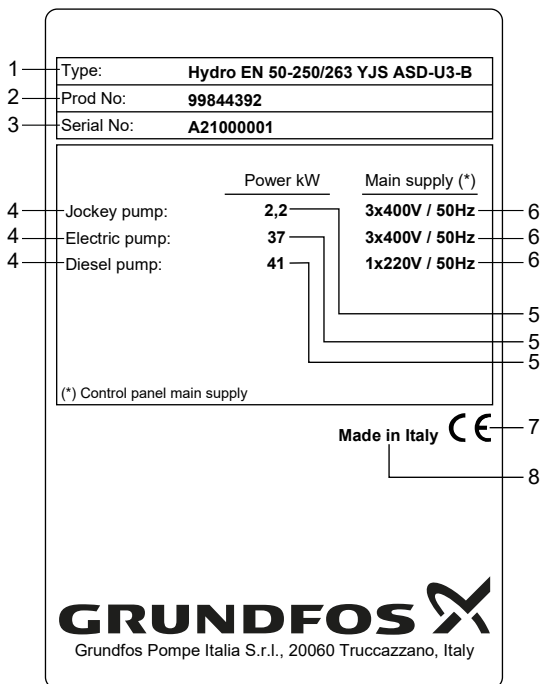 1 Type: Hydro EN 50-250/263 YJS ASD-U3-B
2 Prod No: 99844392
3 Serial No: A21000001
Power kW Main supply (*)
4 Jockey pump: 2,2 3x400V / 50Hz 6
4 Electric pump: 37 3x400V / 50Hz 6
4 Diesel pump: 41 1x220V / 50Hz 6
5
5
5
(*) Control panel main supply
Made in Italy CE 7
8
GRUNDFOS
Grundfos Pompe Italia S.r.l., 20060 Truccazzano, Italy